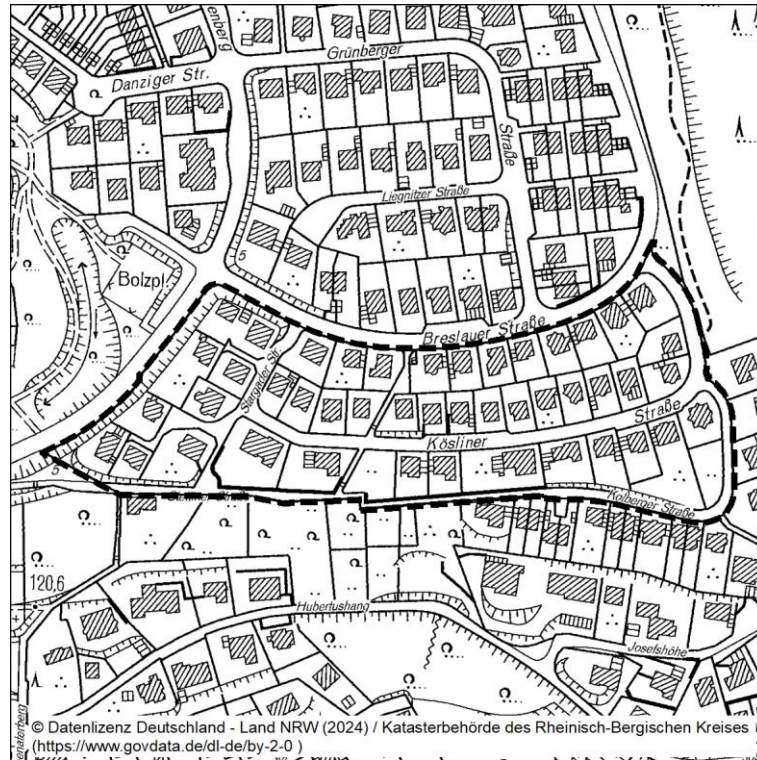 Grünberger
Danziger Str.
Straße
Liegnitzer Straße
Bolzpl.
5
Breslauer Straße
Stargader Str.
Kösliner Straße
5
Kolberger Straße
120,6
Hubertushang
Josefshöhe
© Datenlizenz Deutschland - Land NRW (2024) / Katasterbehörde des Rheinisch-Bergischen Kreises
(https://www.govdata.de/dl-de/by-2-0 )